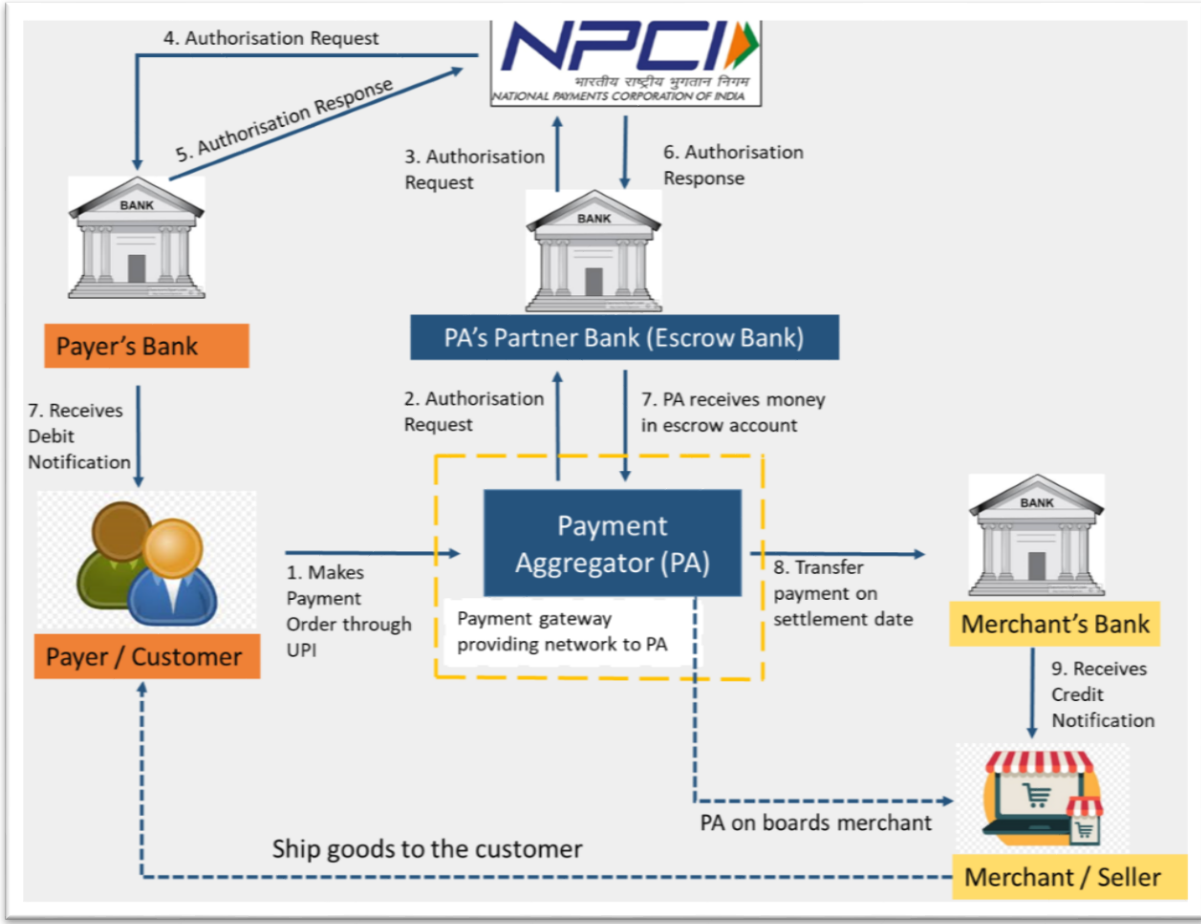 4. Authorisation Request
NPCI
भारतीय राष्ट्रीय भुगतान निगम
NATIONAL PAYMENTS CORPORATION OF INDIA
5. Authorisation Response
3. Authorisation
Request
6. Authorisation
Response
BANK
BANK
Payer's Bank
PA's Partner Bank (Escrow Bank)
7. Receives
Debit
Notification
2. Authorisation
Request
7. PA receives money
in escrow account
Payment
Aggregator (PA)
BANK
1. Makes
Payment
Order through
UPI
8. Transfer
payment on
settlement date
Payment gateway
providing network to PA
Payer / Customer
Merchant's Bank
9. Receives
Credit
Notification
PA on boards merchant
Ship goods to the customer
Merchant / Seller